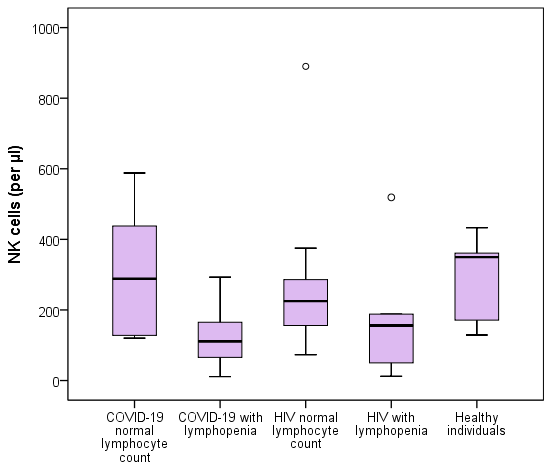 1000
800
600
400
200
0
NK cells (per µl)
COVID-19
normal
lymphocyte
count
COVID-19 with
lymphopenia
HIV normal
lymphocyte
count
HIV with
lymphopenia
Healthy
individuals